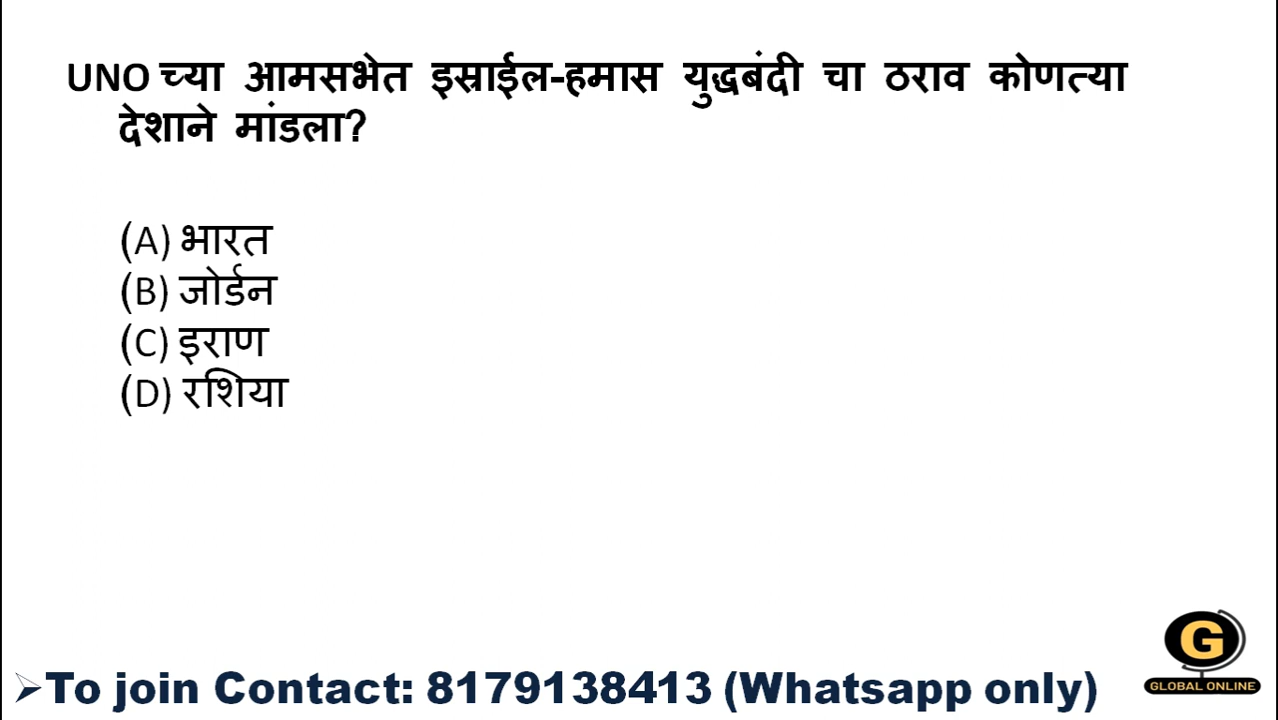 UNO च्या आमसभेत इस्राईल-हमास युद्धबंदी चा ठराव कोणत्या
देशाने मांडला?
(A) भारत
(B) जोर्डन
(C) इराण
(D) रशिया
G
GLOBAL ONLINE
➢To join Contact: 8179138413 (Whatsapp only)